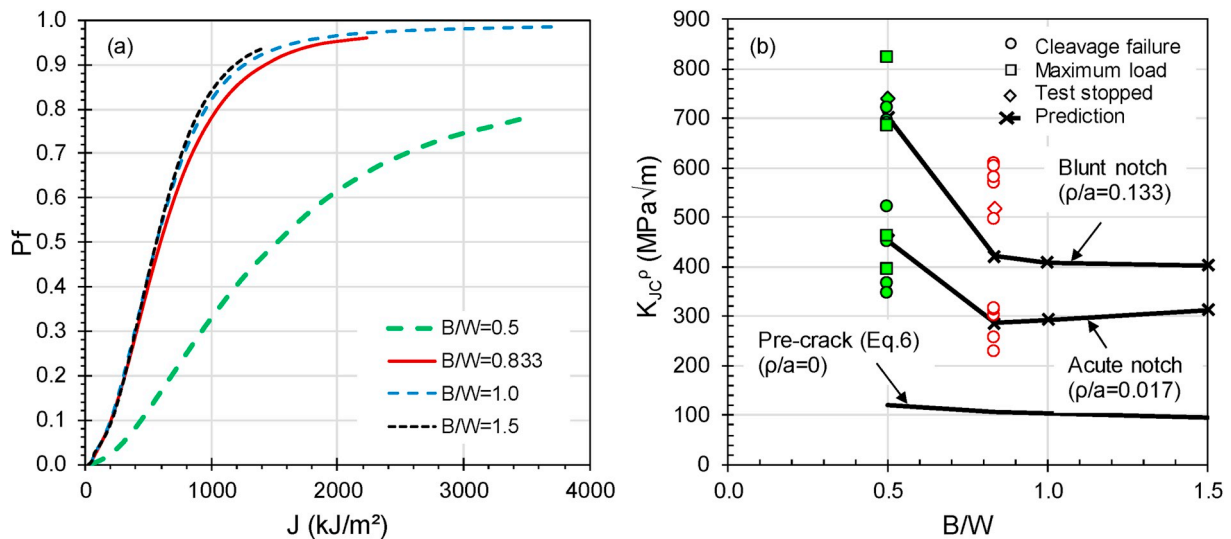 (a)
Pf
1.0
0.9
0.8
0.7
0.6
0.5
0.4
0.3
0.2
0.1
0.0
B/W=0.5
B/W=0.833
B/W=1.0
B/W=1.5
0 1000 2000 3000 4000
J (kJ/m²)
(b)
K_JC^ρ (MPa√m)
900
800
700
600
500
400
300
200
100
0
Cleavage failure
Maximum load
Test stopped
Prediction
Blunt notch
(ρ/a=0.133)
Pre-crack (Eq.6)
(ρ/a=0)
Acute notch
(ρ/a=0.017)
0.0 0.5 1.0 1.5
B/W